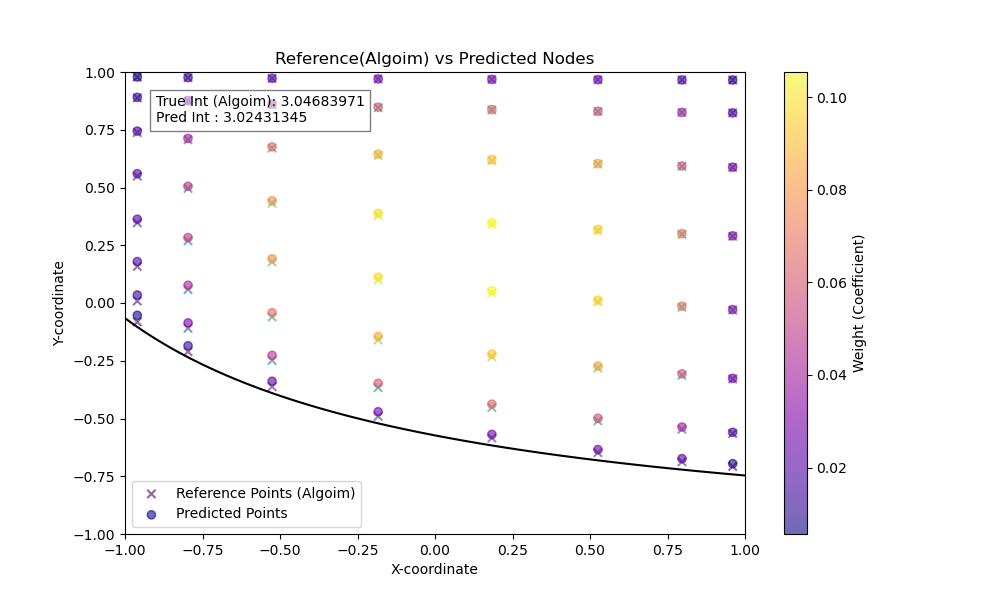 Reference(Algoim) vs Predicted Nodes
True Int (Algoim): 3.04683971
Pred Int : 3.02431345
Y-coordinate
1.00
0.75
0.50
0.25
0.00
−0.25
−0.50
−0.75
−1.00
Reference Points (Algoim)
Predicted Points
−1.00
−0.75
−0.50
−0.25
0.00
0.25
0.50
0.75
1.00
X-coordinate
0.10
0.08
0.06
0.04
0.02
Weight (Coefficient)